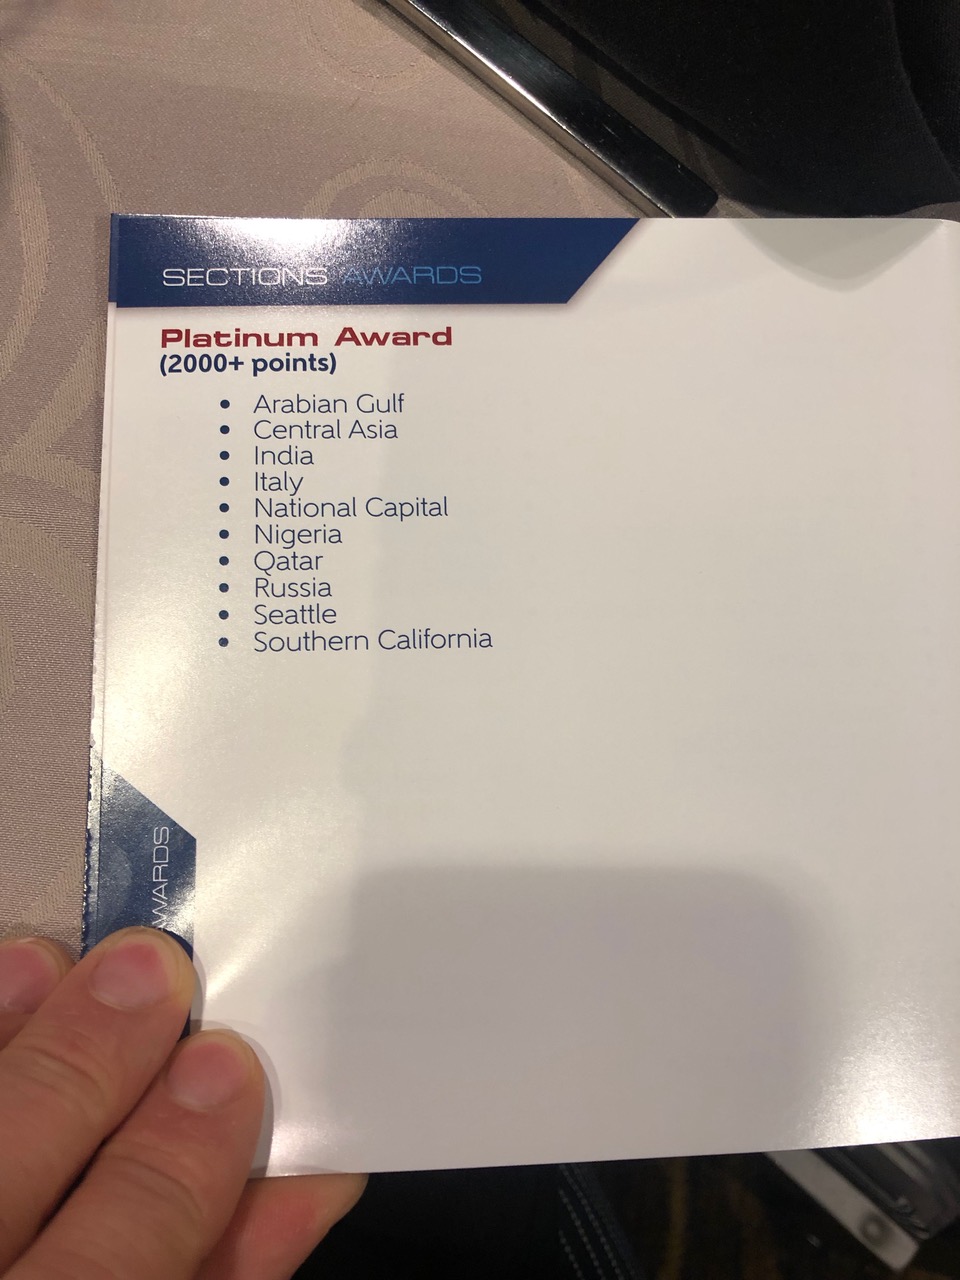 SECTIONS AWARDS
Platinum Award
(2000+ points)
• Arabian Gulf
• Central Asia
• India
• Italy
• National Capital
• Nigeria
• Qatar
• Russia
• Seattle
• Southern California
WARDS